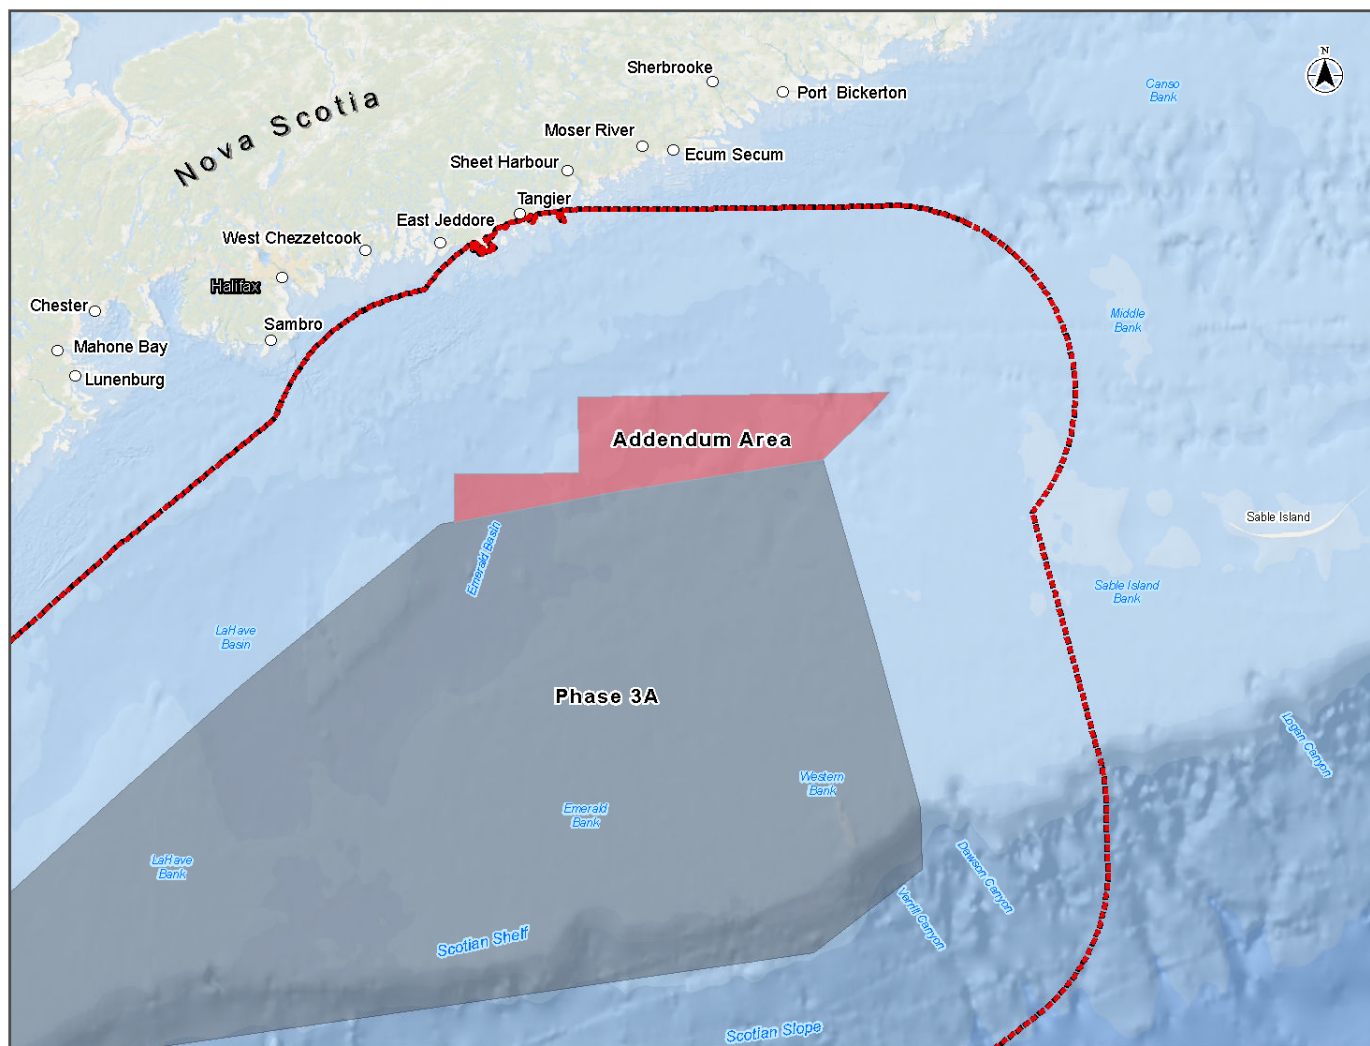 N
Sherbrooke
Port Bickerton
Canso
Bank
Nova Scotia
Moser River
Ecum Secum
Sheet Harbour
Tangier
East Jeddore
West Chezzetcook
Halifax
Chester
Sambro
Mahone Bay
Lunenburg
Middle
Bank
Addendum Area
Sable Island
Emerald Basin
Sable Island
Bank
LaHave
Basin
Phase 3A
Logan Canyon
Western
Bank
Emerald
Bank
LaHave
Bank
Dawson Canyon
Verrill Canyon
Scotian Shelf
Scotian Slope